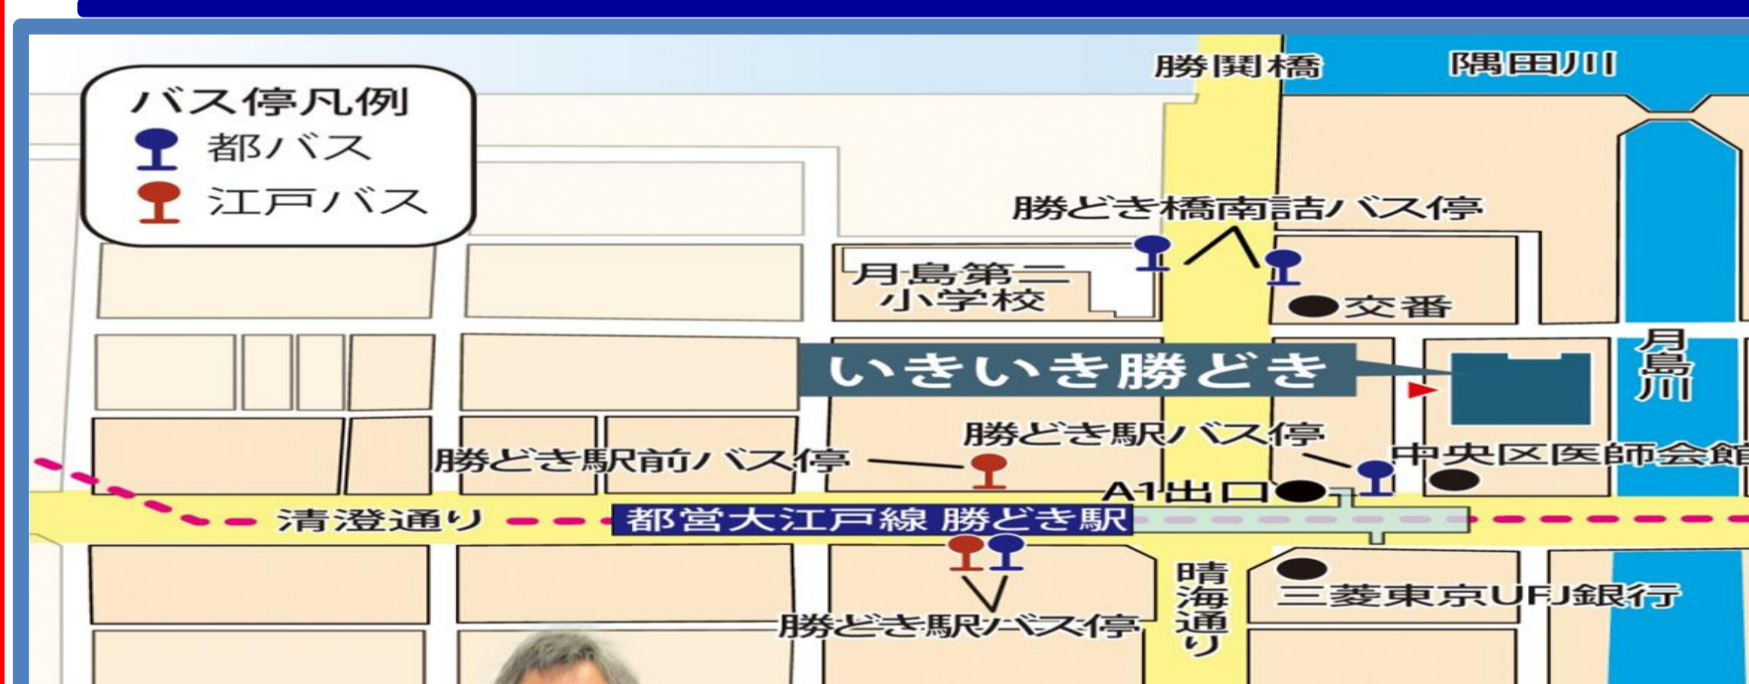 勝鬨橋
隅田川
バス停凡例
都バス
江戸バス
勝どき橋南詰バス停
月島第二
小学校
交番
いきいき勝どき
月島川
勝どき駅バス停
勝どき駅前バス停
中央区医師会館
A1出口
清澄通り
都営大江戸線 勝どき駅
晴海通り
三菱東京UFJ銀行
勝どき駅バス停